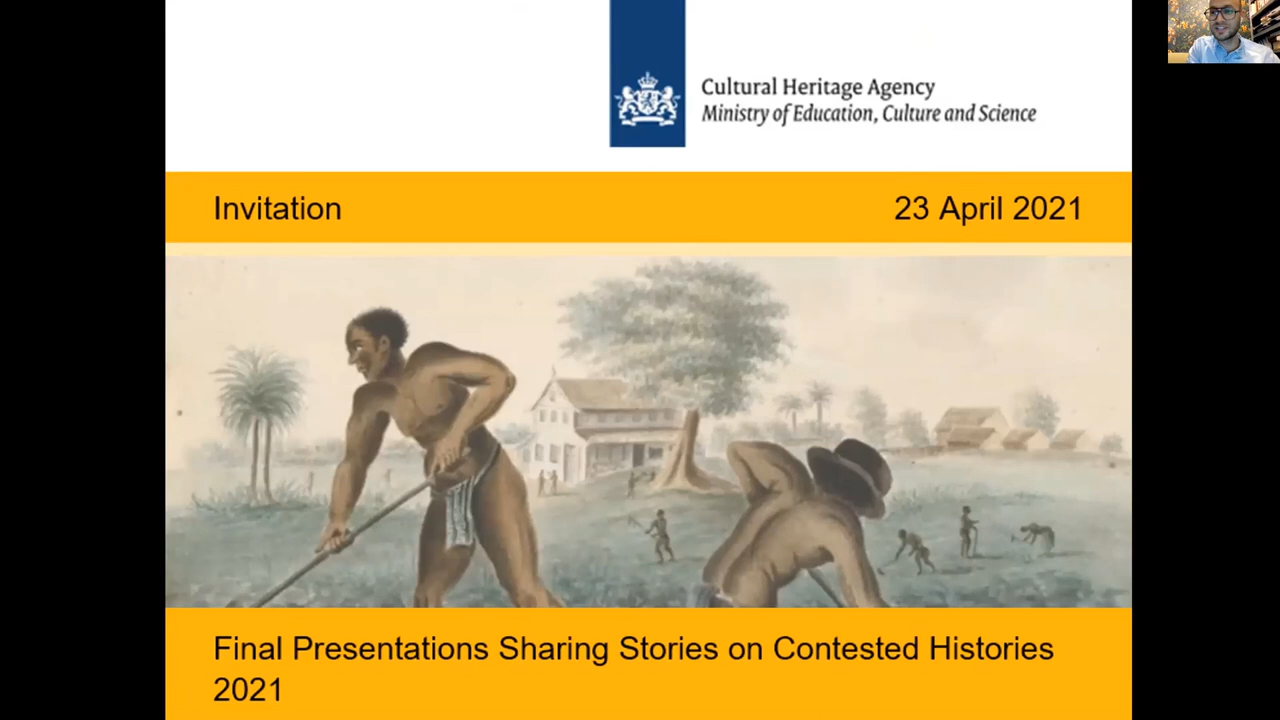 Cultural Heritage Agency
Ministry of Education, Culture and Science
Invitation
23 April 2021
Final Presentations Sharing Stories on Contested Histories
2021